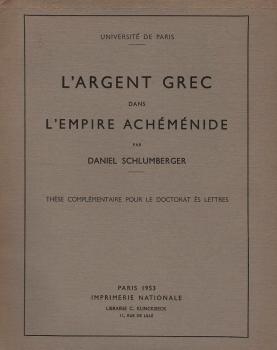 UNIVERSITÉ DE PARIS
L'ARGENT GREC
DANS
L'EMPIRE ACHÉMÉNIDE
PAR
DANIEL SCHLUMBERGER
THÈSE COMPLÉMENTAIRE POUR LE DOCTORAT ÈS LETTRES
PARIS 1953
IMPRIMERIE NATIONALE
LIBRAIRIE C. KLINCKSIECK
11, RUE DE LILLE